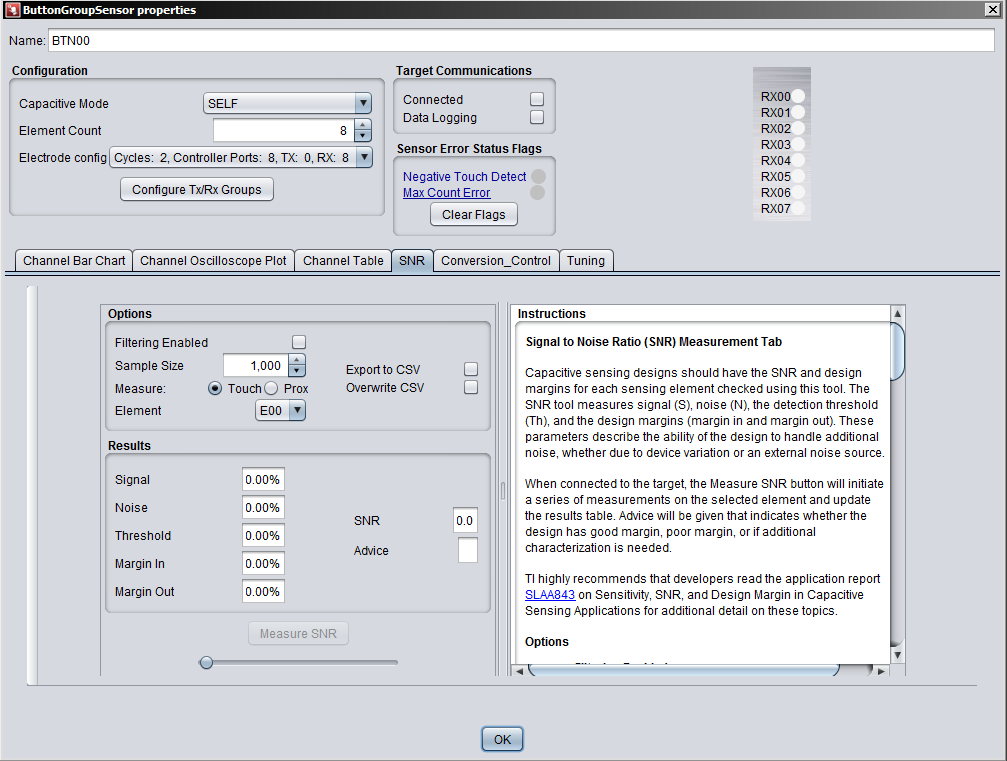 ButtonGroupSensor properties
Name: BTN00
Configuration
Capacitive Mode SELF
Element Count 8
Electrode config Cycles: 2, Controller Ports: 8, TX: 0, RX: 8
Configure Tx/Rx Groups
Target Communications
Connected
Data Logging
Sensor Error Status Flags
Negative Touch Detect
Max Count Error
Clear Flags
RX00
RX01
RX02
RX03
RX04
RX05
RX06
RX07
Channel Bar Chart Channel Oscilloscope Plot Channel Table SNR Conversion_Control Tuning
Options
Filtering Enabled
Sample Size 1,000
Measure: Touch Prox
Element E00
Export to CSV
Overwrite CSV
Results
Signal 0.00%
Noise 0.00%
Threshold 0.00%
Margin In 0.00%
Margin Out 0.00%
SNR 0.0
Advice
Measure SNR
Instructions
Signal to Noise Ratio (SNR) Measurement Tab
Capacitive sensing designs should have the SNR and design
margins for each sensing element checked using this tool. The
SNR tool measures signal (S), noise (N), the detection threshold
(Th), and the design margins (margin in and margin out). These
parameters describe the ability of the design to handle additional
noise, whether due to device variation or an external noise source.
When connected to the target, the Measure SNR button will initiate
a series of measurements on the selected element and update
the results table. Advice will be given that indicates whether the
design has good margin, poor margin, or if additional
characterization is needed.
TI highly recommends that developers read the application report
SLAA843 on Sensitivity, SNR, and Design Margin in Capacitive
Sensing Applications for additional detail on these topics.
Options
OK